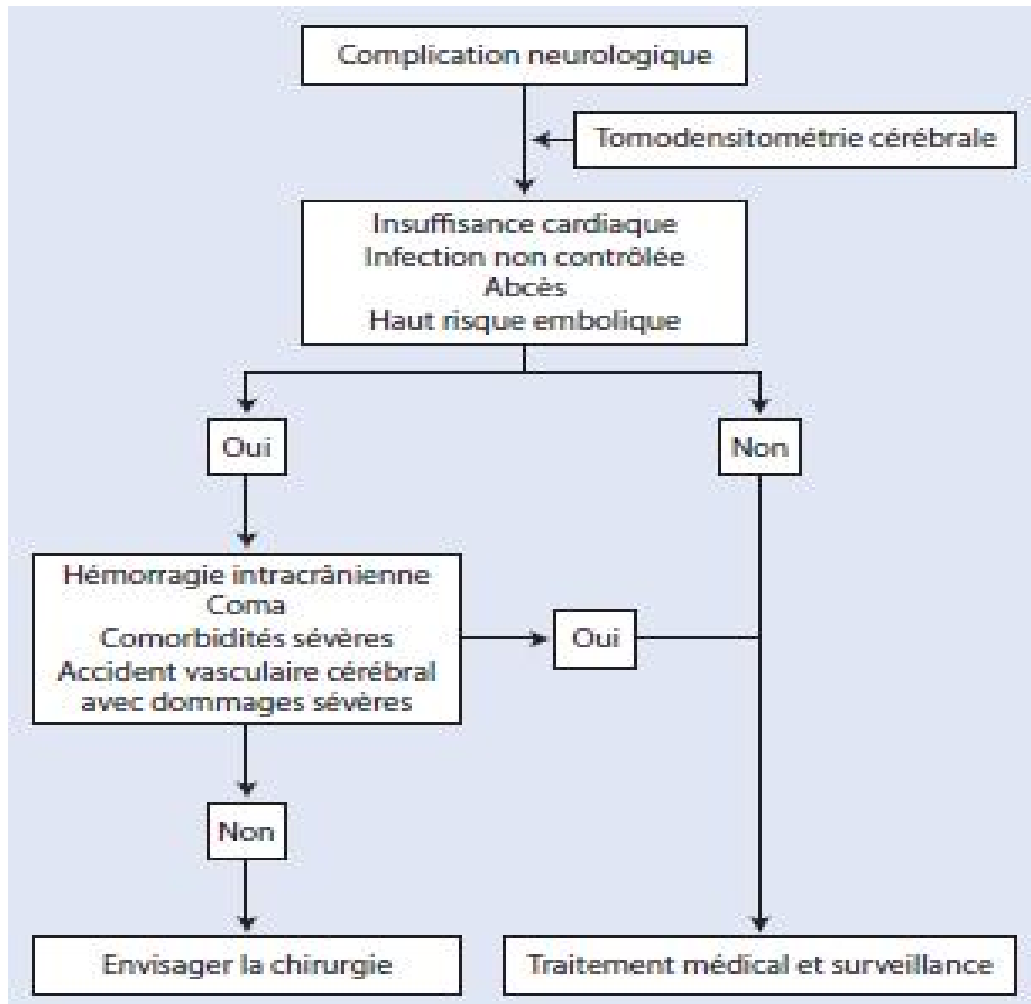 Complication neurologique
Tomodensitométrie cérébrale
Insuffisance cardiaque
Infection non contrôlée
Abcès
Haut risque embolique
Oui
Non
Hémorragie intracrânienne
Coma
Comorbidités sévères
Accident vasculaire cérébral
avec dommages sévères
Oui
Non
Envisager la chirurgie
Traitement médical et surveillance